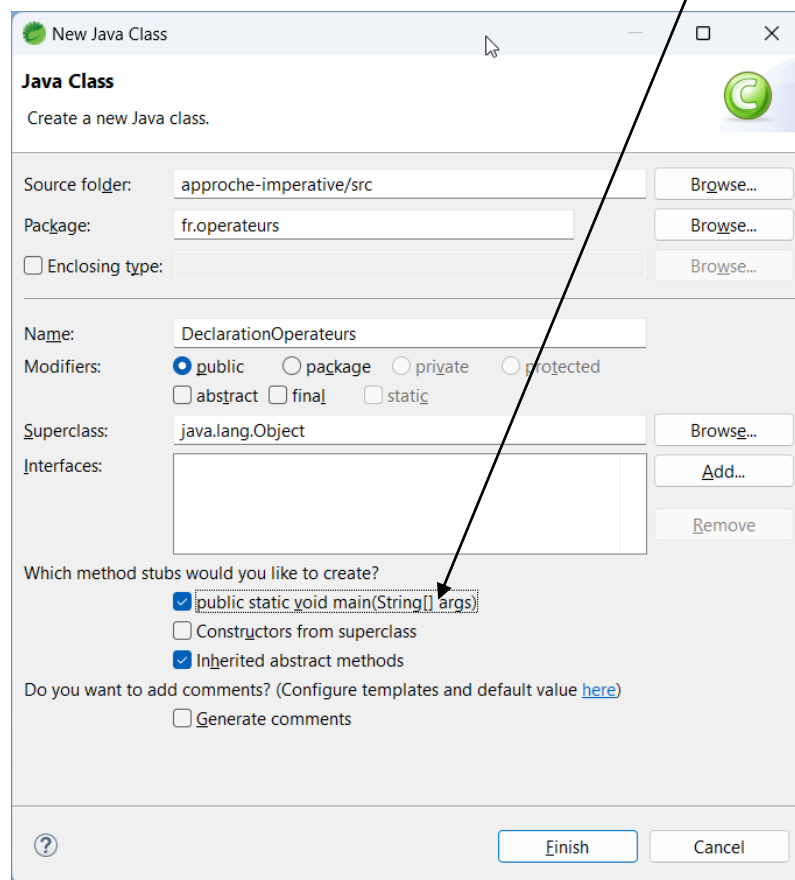 New Java Class
Java Class
Create a new Java class.
Source folder: approche-imperative/src Browse...
Package: fr.operateurs Browse...
Enclosing type: Browse...
Name: DeclarationOperateurs
Modifiers: public package private protected
abstract final static
Superclass: java.lang.Object Browse...
Interfaces: Add...
Remove
Which method stubs would you like to create?
public static void main(String[] args)
Constructors from superclass
Inherited abstract methods
Do you want to add comments? (Configure templates and default value here)
Generate comments
Finish Cancel